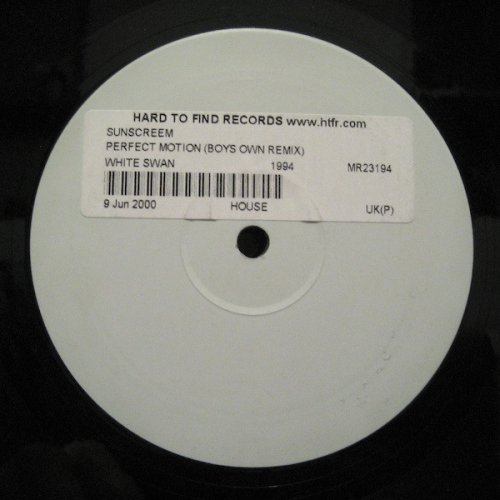 HARD TO FIND RECORDS www.htfr.com
SUNSCREEM
PERFECT MOTION (BOYS OWN REMIX)
WHITE SWAN 1994 MR23194
9 Jun 2000 HOUSE UK(P)